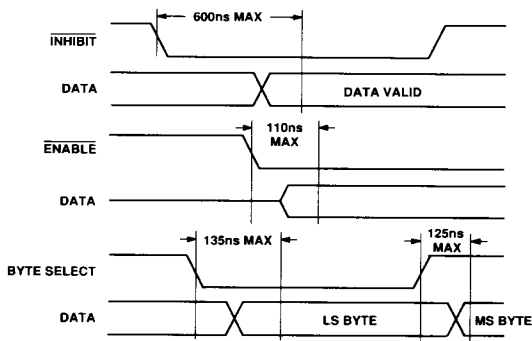 600ns MAX
INHIBIT
DATA
DATA VALID
110ns
MAX
ENABLE
DATA
135ns MAX
125ns
MAX
BYTE SELECT
DATA
LS BYTE
MS BYTE